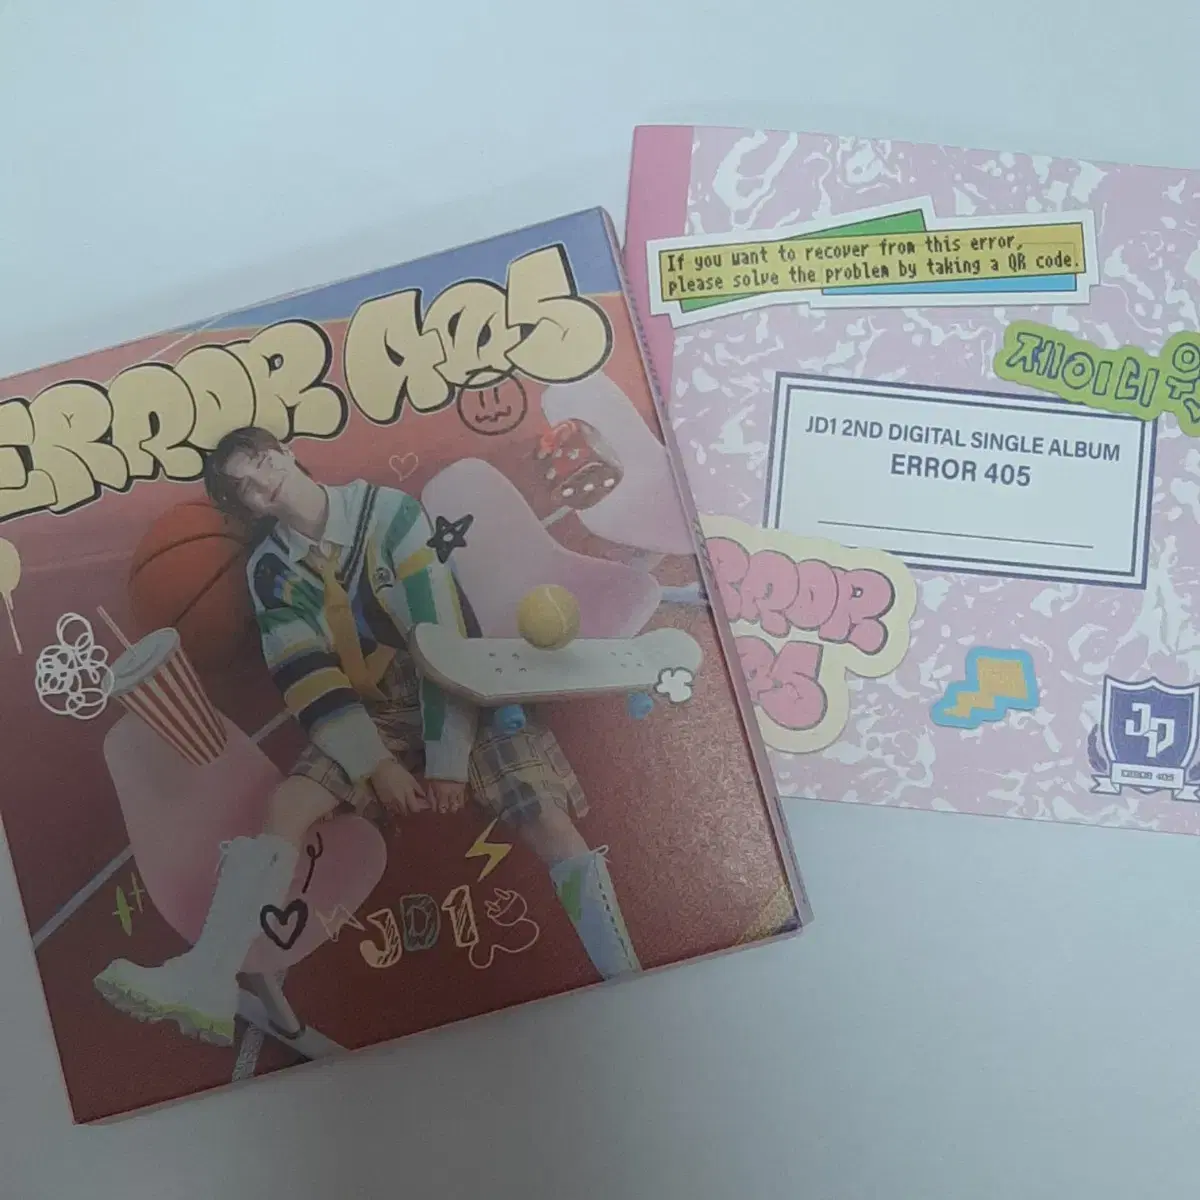 ERROR 405
JD1
If you want to recover from this error,
please solve the problem by taking a QR code.
제이디원
JD1 2ND DIGITAL SINGLE ALBUM
ERROR 405
ERROR
405
JD
ERROR 405